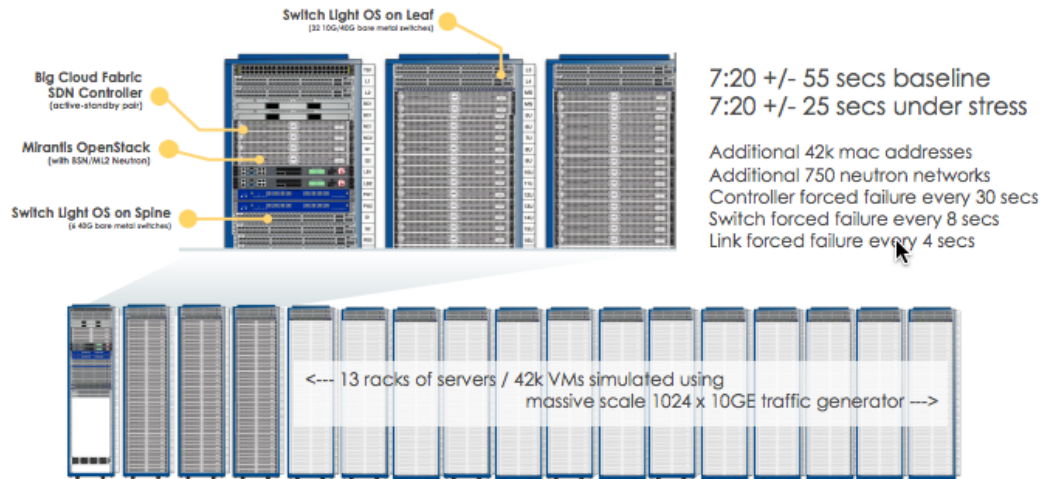 Switch Light OS on Leaf
(32 10G/40G bare metal switches)
Big Cloud Fabric
SDN Controller
(active-standby pair)
Mirantis OpenStack
(with BSN/ML2 Neutron)
Switch Light OS on Spine
(6 40G bare metal switches)
7:20 +/- 55 secs baseline
7:20 +/- 25 secs under stress
Additional 42k mac addresses
Additional 750 neutron networks
Controller forced failure every 30 secs
Switch forced failure every 8 secs
Link forced failure every 4 secs
<--- 13 racks of servers / 42k VMs simulated using
massive scale 1024 x 10GE traffic generator --->